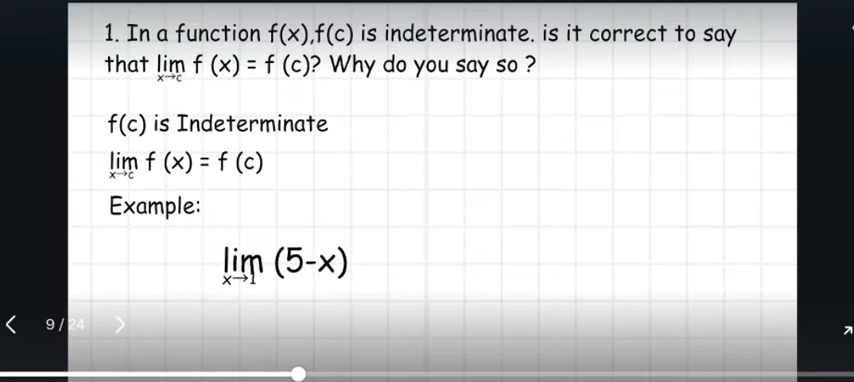 1. In a function f(x),f(c) is indeterminate. is it correct to say
that lim f (x) = f (c)? Why do you say so ?
x→c
f(c) is Indeterminate
lim f (x) = f (c)
x→c
Example:
lim (5-x)
x→1
9 / 24